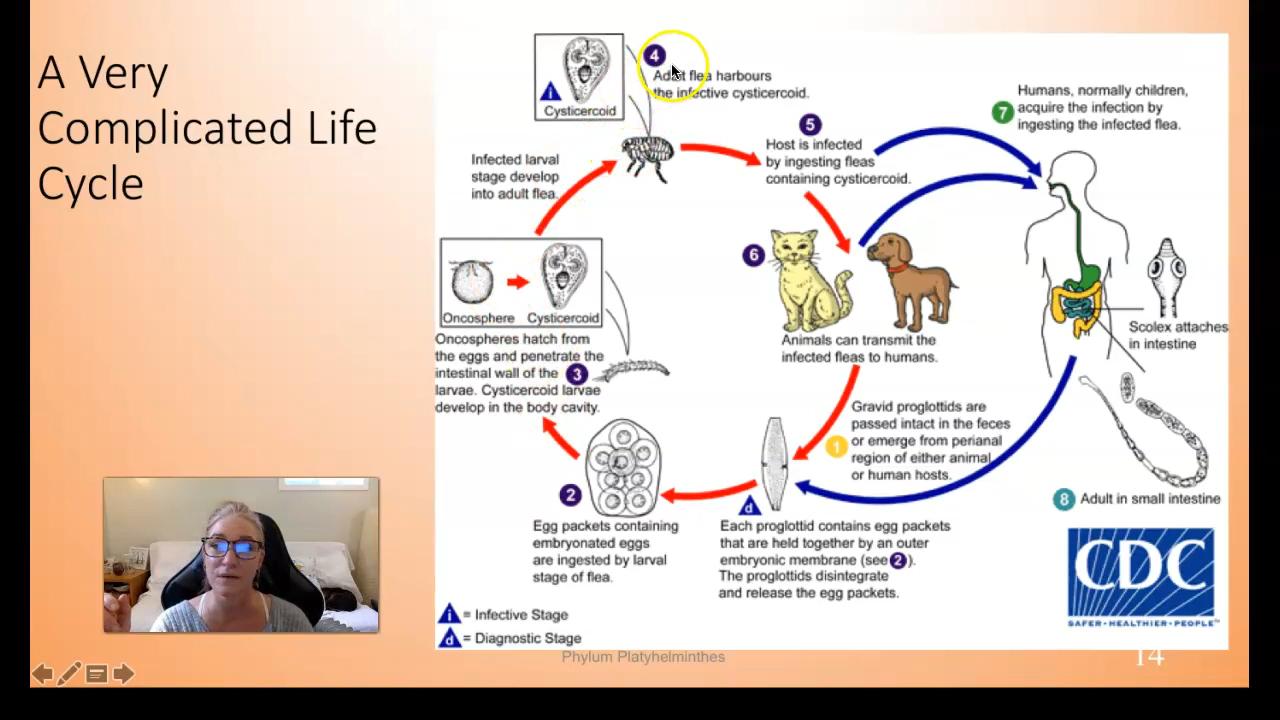 A Very
Complicated Life
Cycle
i
Cysticercoid
4
Adult flea harbours
the infective cysticercoid.
5
Host is infected
by ingesting fleas
containing cysticercoid.
7
Humans, normally children,
acquire the infection by
ingesting the infected flea.
Infected larval
stage develop
into adult flea.
Oncosphere
Cysticercoid
Oncospheres hatch from
the eggs and penetrate the
intestinal wall of the
larvae. Cysticercoid larvae
develop in the body cavity.
3
6
Animals can transmit the
infected fleas to humans.
Scolex attaches
in intestine
1
Gravid proglottids are
passed intact in the feces
or emerge from perianal
region of either animal
or human hosts.
2
Egg packets containing
embryonated eggs
are ingested by larval
stage of flea.
d
Each proglottid contains egg packets
that are held together by an outer
embryonic membrane (see 2).
The proglottids disintegrate
and release the egg packets.
8 Adult in small intestine
CDC
SAFER·HEALTHIER·PEOPLE™
i = Infective Stage
d = Diagnostic Stage
Phylum Platyhelminthes
14